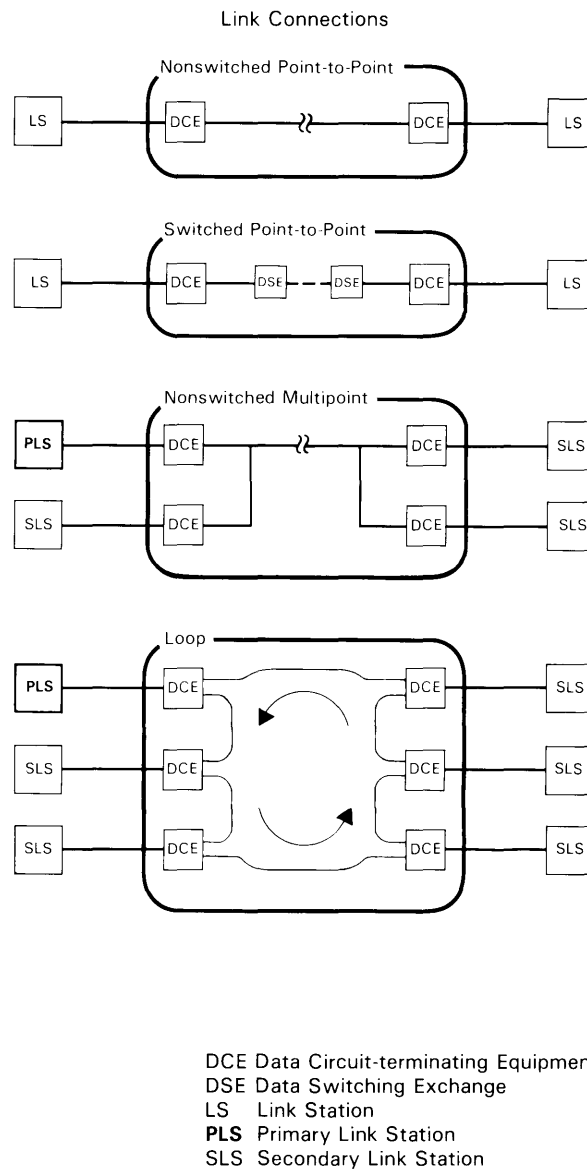 Link Connections
Nonswitched Point-to-Point
LS DCE DCE LS
Switched Point-to-Point
LS DCE DSE DSE DCE LS
Nonswitched Multipoint
PLS DCE DCE SLS
SLS DCE DCE SLS
Loop
PLS DCE DCE SLS
SLS DCE DCE SLS
SLS DCE DCE SLS
DCE Data Circuit-terminating Equipmen
DSE Data Switching Exchange
LS Link Station
PLS Primary Link Station
SLS Secondary Link Station